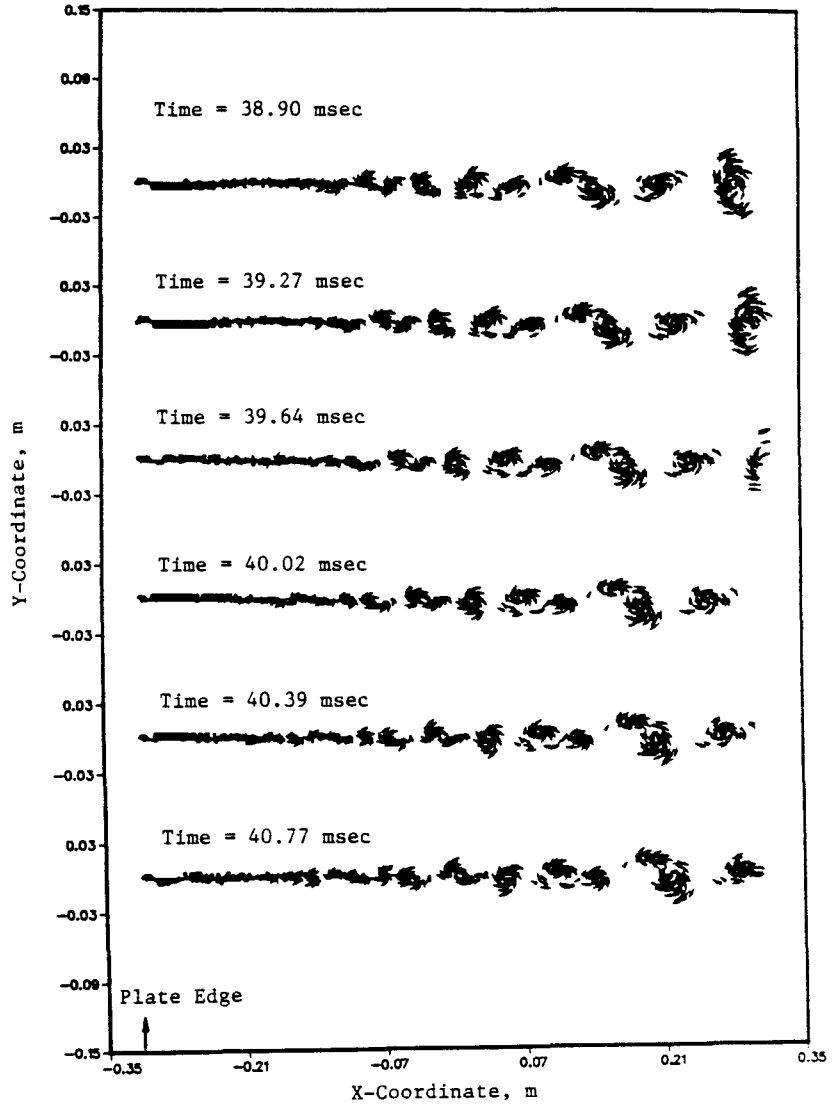 0.15
0.09
Time = 38.90 msec
0.03
-0.03
Time = 39.27 msec
0.03
-0.03
Time = 39.64 msec
0.03
-0.03
Time = 40.02 msec
0.03
-0.03
Time = 40.39 msec
0.03
-0.03
Time = 40.77 msec
0.03
-0.03
-0.09
Plate Edge
-0.15
-0.35 -0.21 -0.07 0.07 0.21 0.35
X-Coordinate, m
Y-Coordinate, m